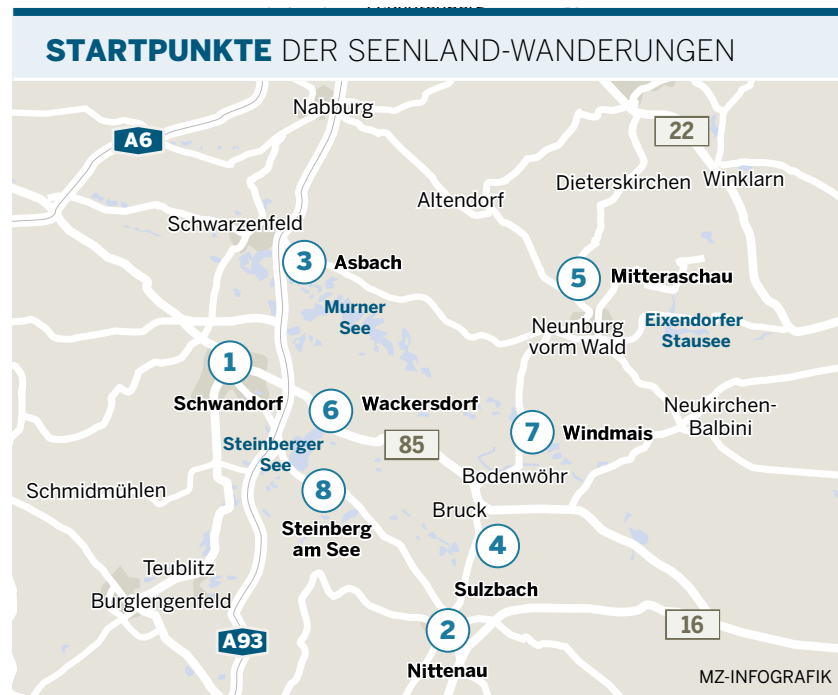 STARTPUNKTE DER SEENLAND-WANDERUNGEN
Nabburg
A6
22
Dieterskirchen
Winklarn
Altendorf
Schwarzenfeld
3 Asbach
5 Mitteraschau
Murner
See
Eixendorfer
Stausee
Neunburg
vorm Wald
1
Schwandorf
6 Wackersdorf
Neukirchen-
Balbini
7 Windmais
Steinberger
See
85
Bodenwöhr
Schmidmühlen
8
Steinberg
am See
Bruck
4
Sulzbach
Teublitz
Burglengenfeld
A93
2
Nittenau
16
MZ-INFOGRAFIK